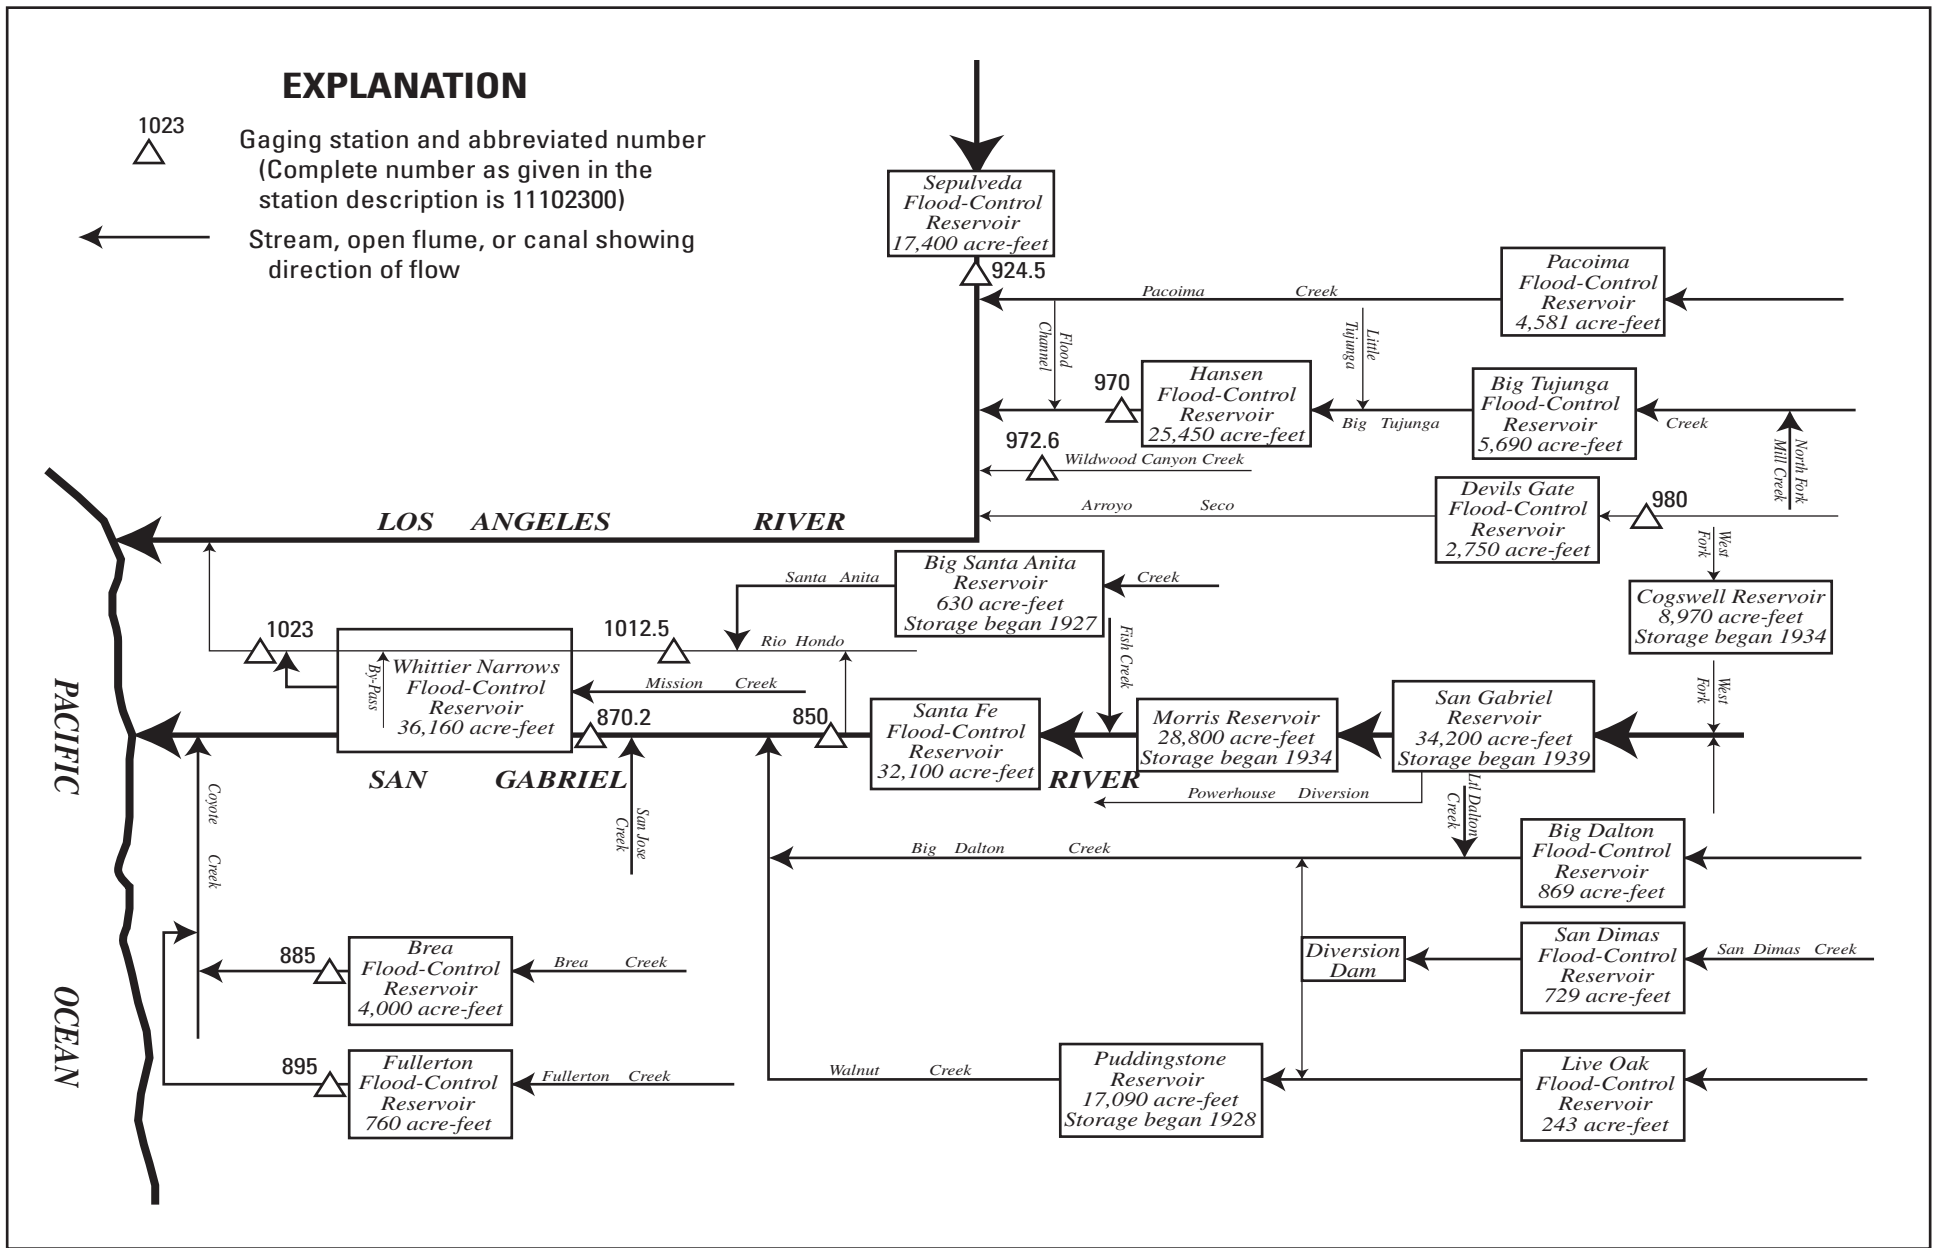 EXPLANATION
1023
Gaging station and abbreviated number
(Complete number as given in the
station description is 11102300)
Stream, open flume, or canal showing
direction of flow
Sepulveda
Flood-Control
Reservoir
17,400 acre-feet
924.5
Pacoima Creek
Pacoima
Flood-Control
Reservoir
4,581 acre-feet
Flood
Channel
Little
Tujunga
970
Hansen
Flood-Control
Reservoir
25,450 acre-feet
Big Tujunga
Big Tujunga
Flood-Control
Reservoir
5,690 acre-feet
Creek
North Fork
Mill Creek
972.6
Wildwood Canyon Creek
Arroyo Seco
Devils Gate
Flood-Control
Reservoir
2,750 acre-feet
980
LOS ANGELES RIVER
West
Fork
Cogswell Reservoir
8,970 acre-feet
Storage began 1934
West
Fork
Santa Anita
Big Santa Anita
Reservoir
630 acre-feet
Storage began 1927
Creek
1023
1012.5
Rio Hondo
Fish Creek
By-Pass
Whittier Narrows
Flood-Control
Reservoir
36,160 acre-feet
Mission Creek
870.2
850
Santa Fe
Flood-Control
Reservoir
32,100 acre-feet
Morris Reservoir
28,800 acre-feet
Storage began 1934
San Gabriel
Reservoir
34,200 acre-feet
Storage began 1939
SAN GABRIEL RIVER
Powerhouse Diversion
Ltl Dalton
Creek
PACIFIC
OCEAN
Coyote Creek
San Jose
Creek
Big Dalton Creek
Big Dalton
Flood-Control
Reservoir
869 acre-feet
885
Brea
Flood-Control
Reservoir
4,000 acre-feet
Brea Creek
Diversion
Dam
San Dimas
Flood-Control
Reservoir
729 acre-feet
San Dimas Creek
895
Fullerton
Flood-Control
Reservoir
760 acre-feet
Fullerton Creek
Walnut Creek
Puddingstone
Reservoir
17,090 acre-feet
Storage began 1928
Live Oak
Flood-Control
Reservoir
243 acre-feet